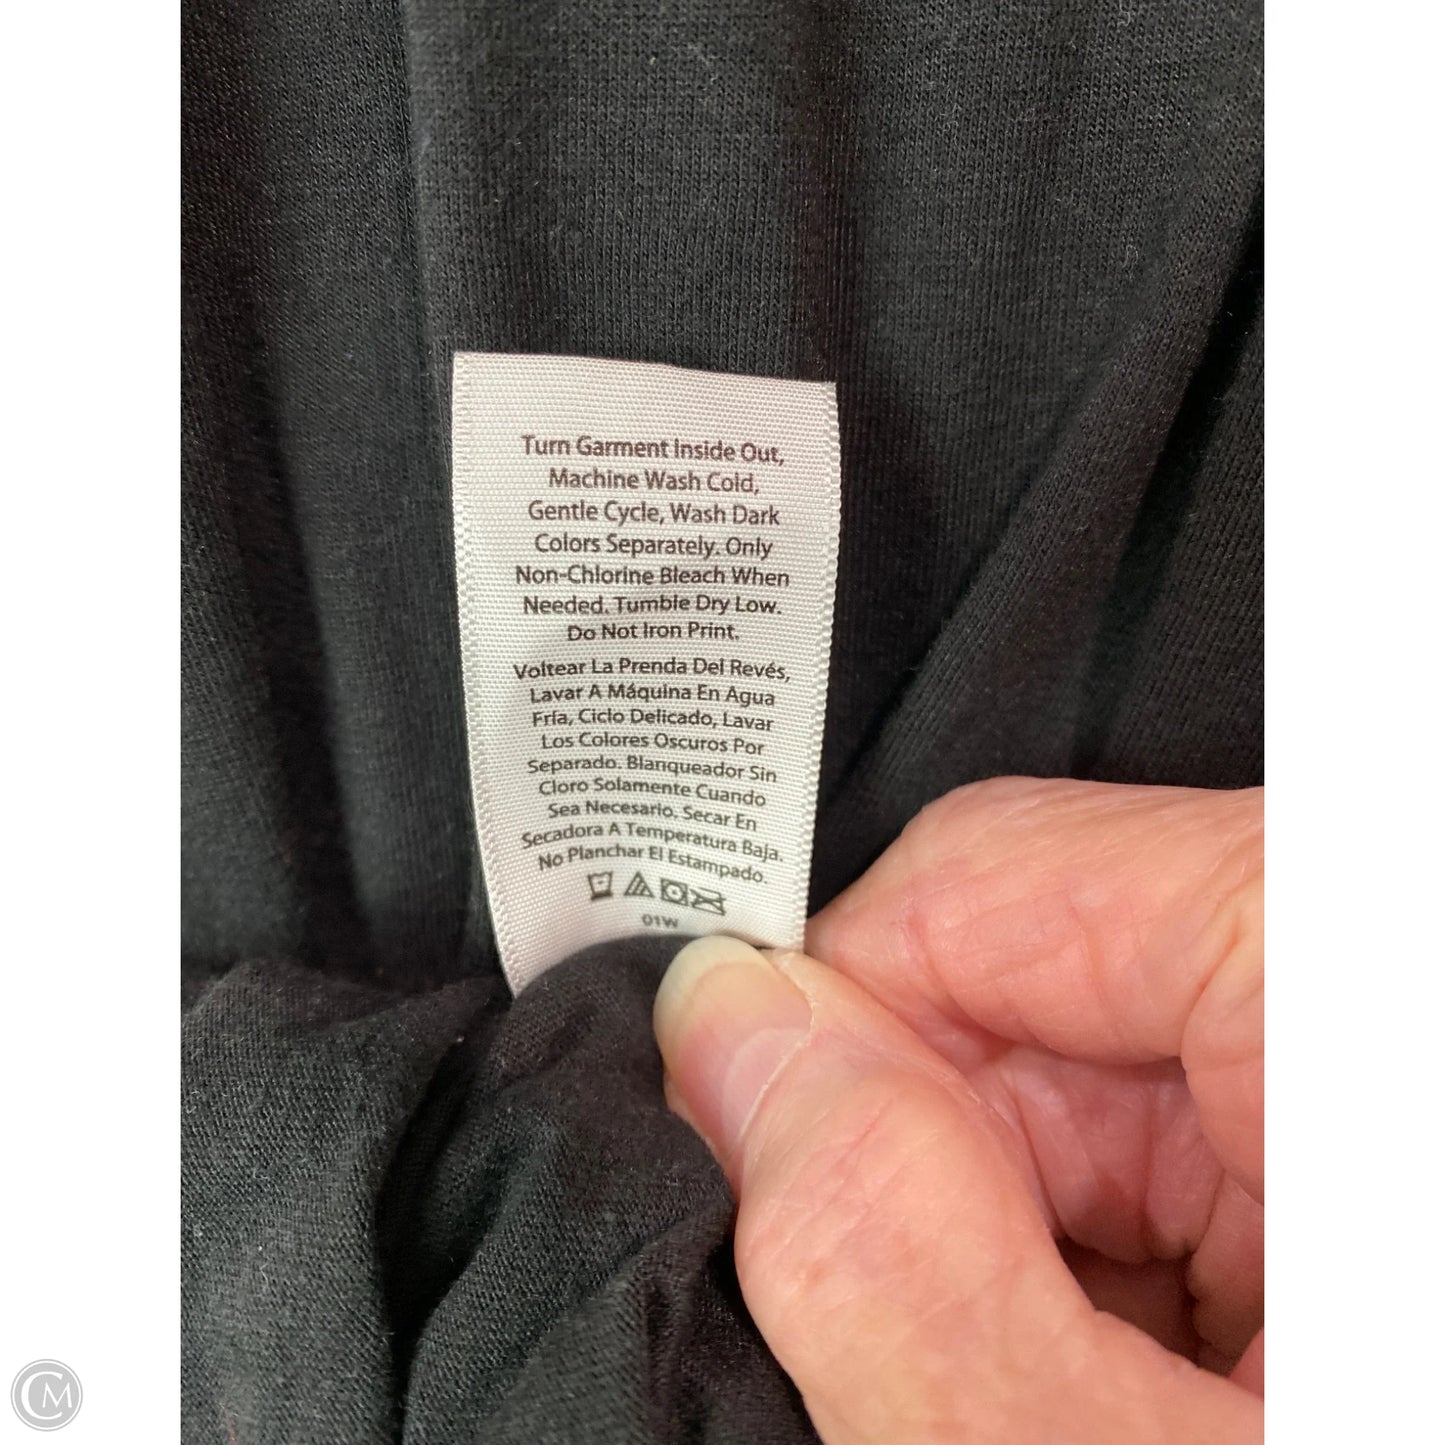 Turn Garment Inside Out,
Machine Wash Cold,
Gentle Cycle, Wash Dark
Colors Separately. Only
Non-Chlorine Bleach When
Needed. Tumble Dry Low.
Do Not Iron Print.
Voltear La Prenda Del Revés,
Lavar A Máquina En Agua
Fría, Ciclo Delicado, Lavar
Los Colores Oscuros Por
Separado. Blanqueador Sin
Cloro Solamente Cuando
Sea Necesario. Secar En
Secadora A Temperatura Baja.
No Planchar El Estampado.
01W
CM